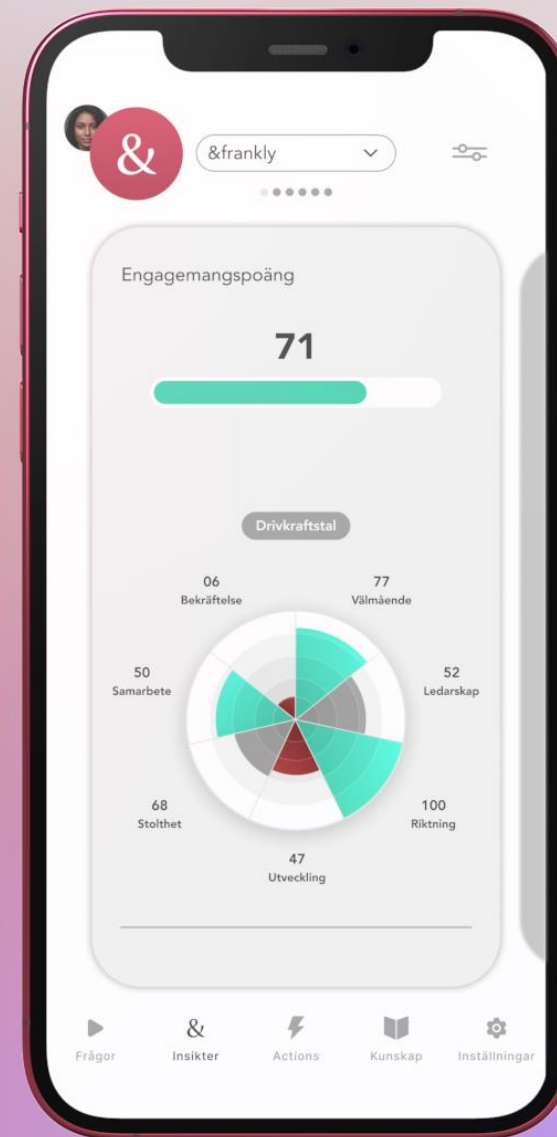 &
&frankly
Engagemangspoäng
71
Drivkraftstal
06
Bekräftelse
77
Välmående
50
Samarbete
52
Ledarskap
68
Stolthet
100
Riktning
47
Utveckling
Frågor
&
Insikter
Actions
Kunskap
Inställningar